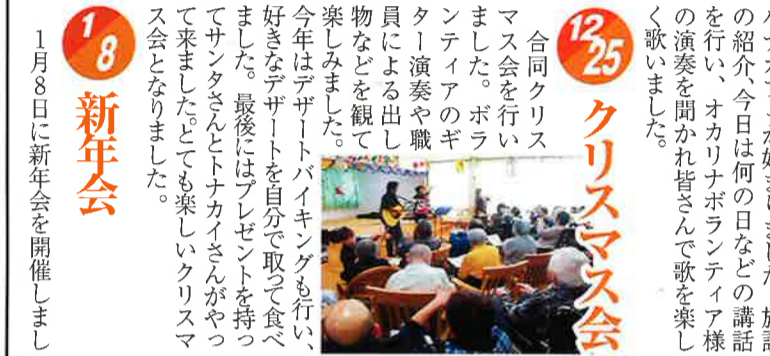 が始まりました。施設
の紹介、今日は何の日などの講話
を行い、オカリナボランティア様
の演奏を聞かれ皆さんで歌を楽し
く歌いました。
12/25
クリスマス会
合同クリス
マス会を行い
ました。ボラ
ンティアのギ
ター演奏や職
員による出し
物などを観て
楽しみました。
今年はデザートバイキングも行い、
好きなデザートを自分で取って食べ
ました。最後にはプレゼントを持っ
てサンタさんとトナカイさんがやっ
て来ました。とても楽しいクリスマ
ス会となりました。
1/8
新年会
1月8日に新年会を開催しまし